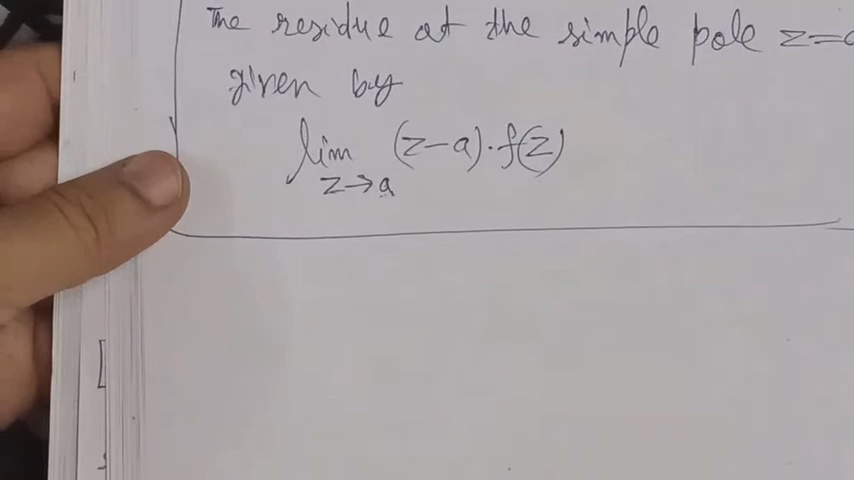 The residue at the simple pole z=a
given by
lim (z-a).f(z)
z→a